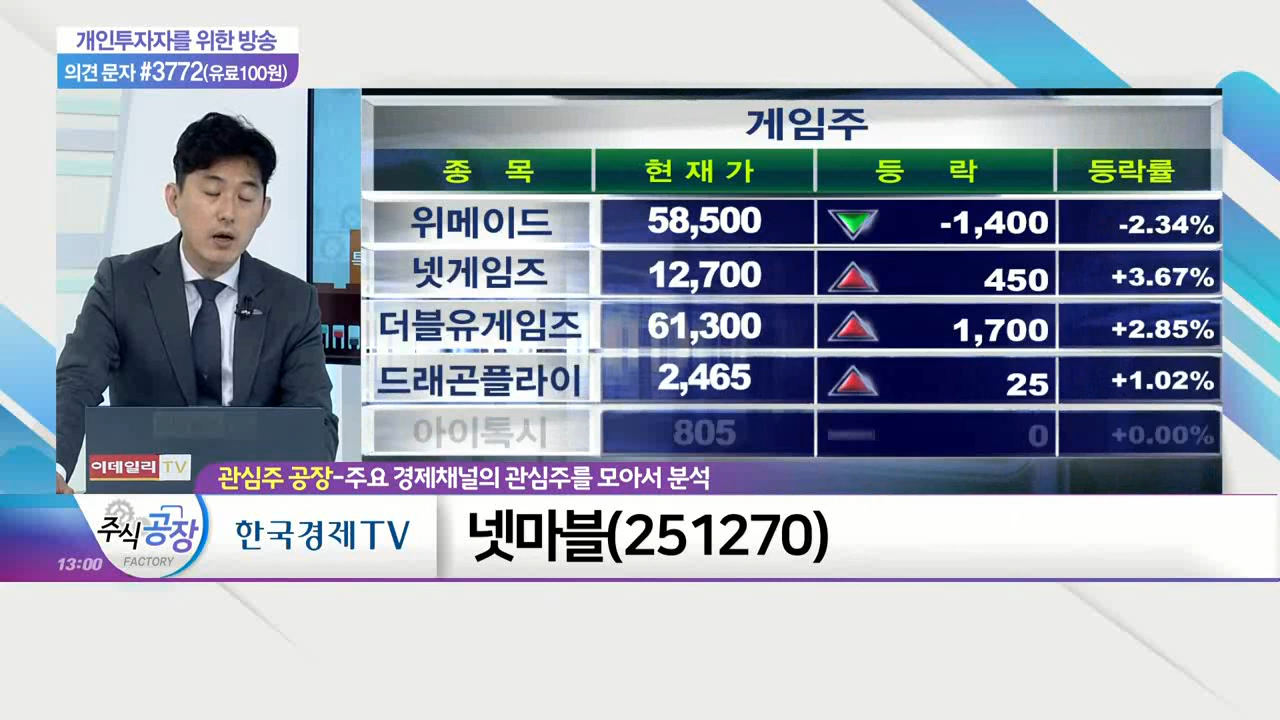 개인투자자를 위한 방송
의견 문자 #3772(유료100원)
게임주
종 목 현 재 가 등 락 등락률
위메이드 58,500 -1,400 -2.34%
넷게임즈 12,700 450 +3.67%
더블유게임즈 61,300 1,700 +2.85%
드래곤플라이 2,465 25 +1.02%
아이톡시 805 0 +0.00%
이데일리 TV
관심주 공장-주요 경제채널의 관심주를 모아서 분석
주식공장
FACTORY
13:00
한국경제TV
넷마블(251270)